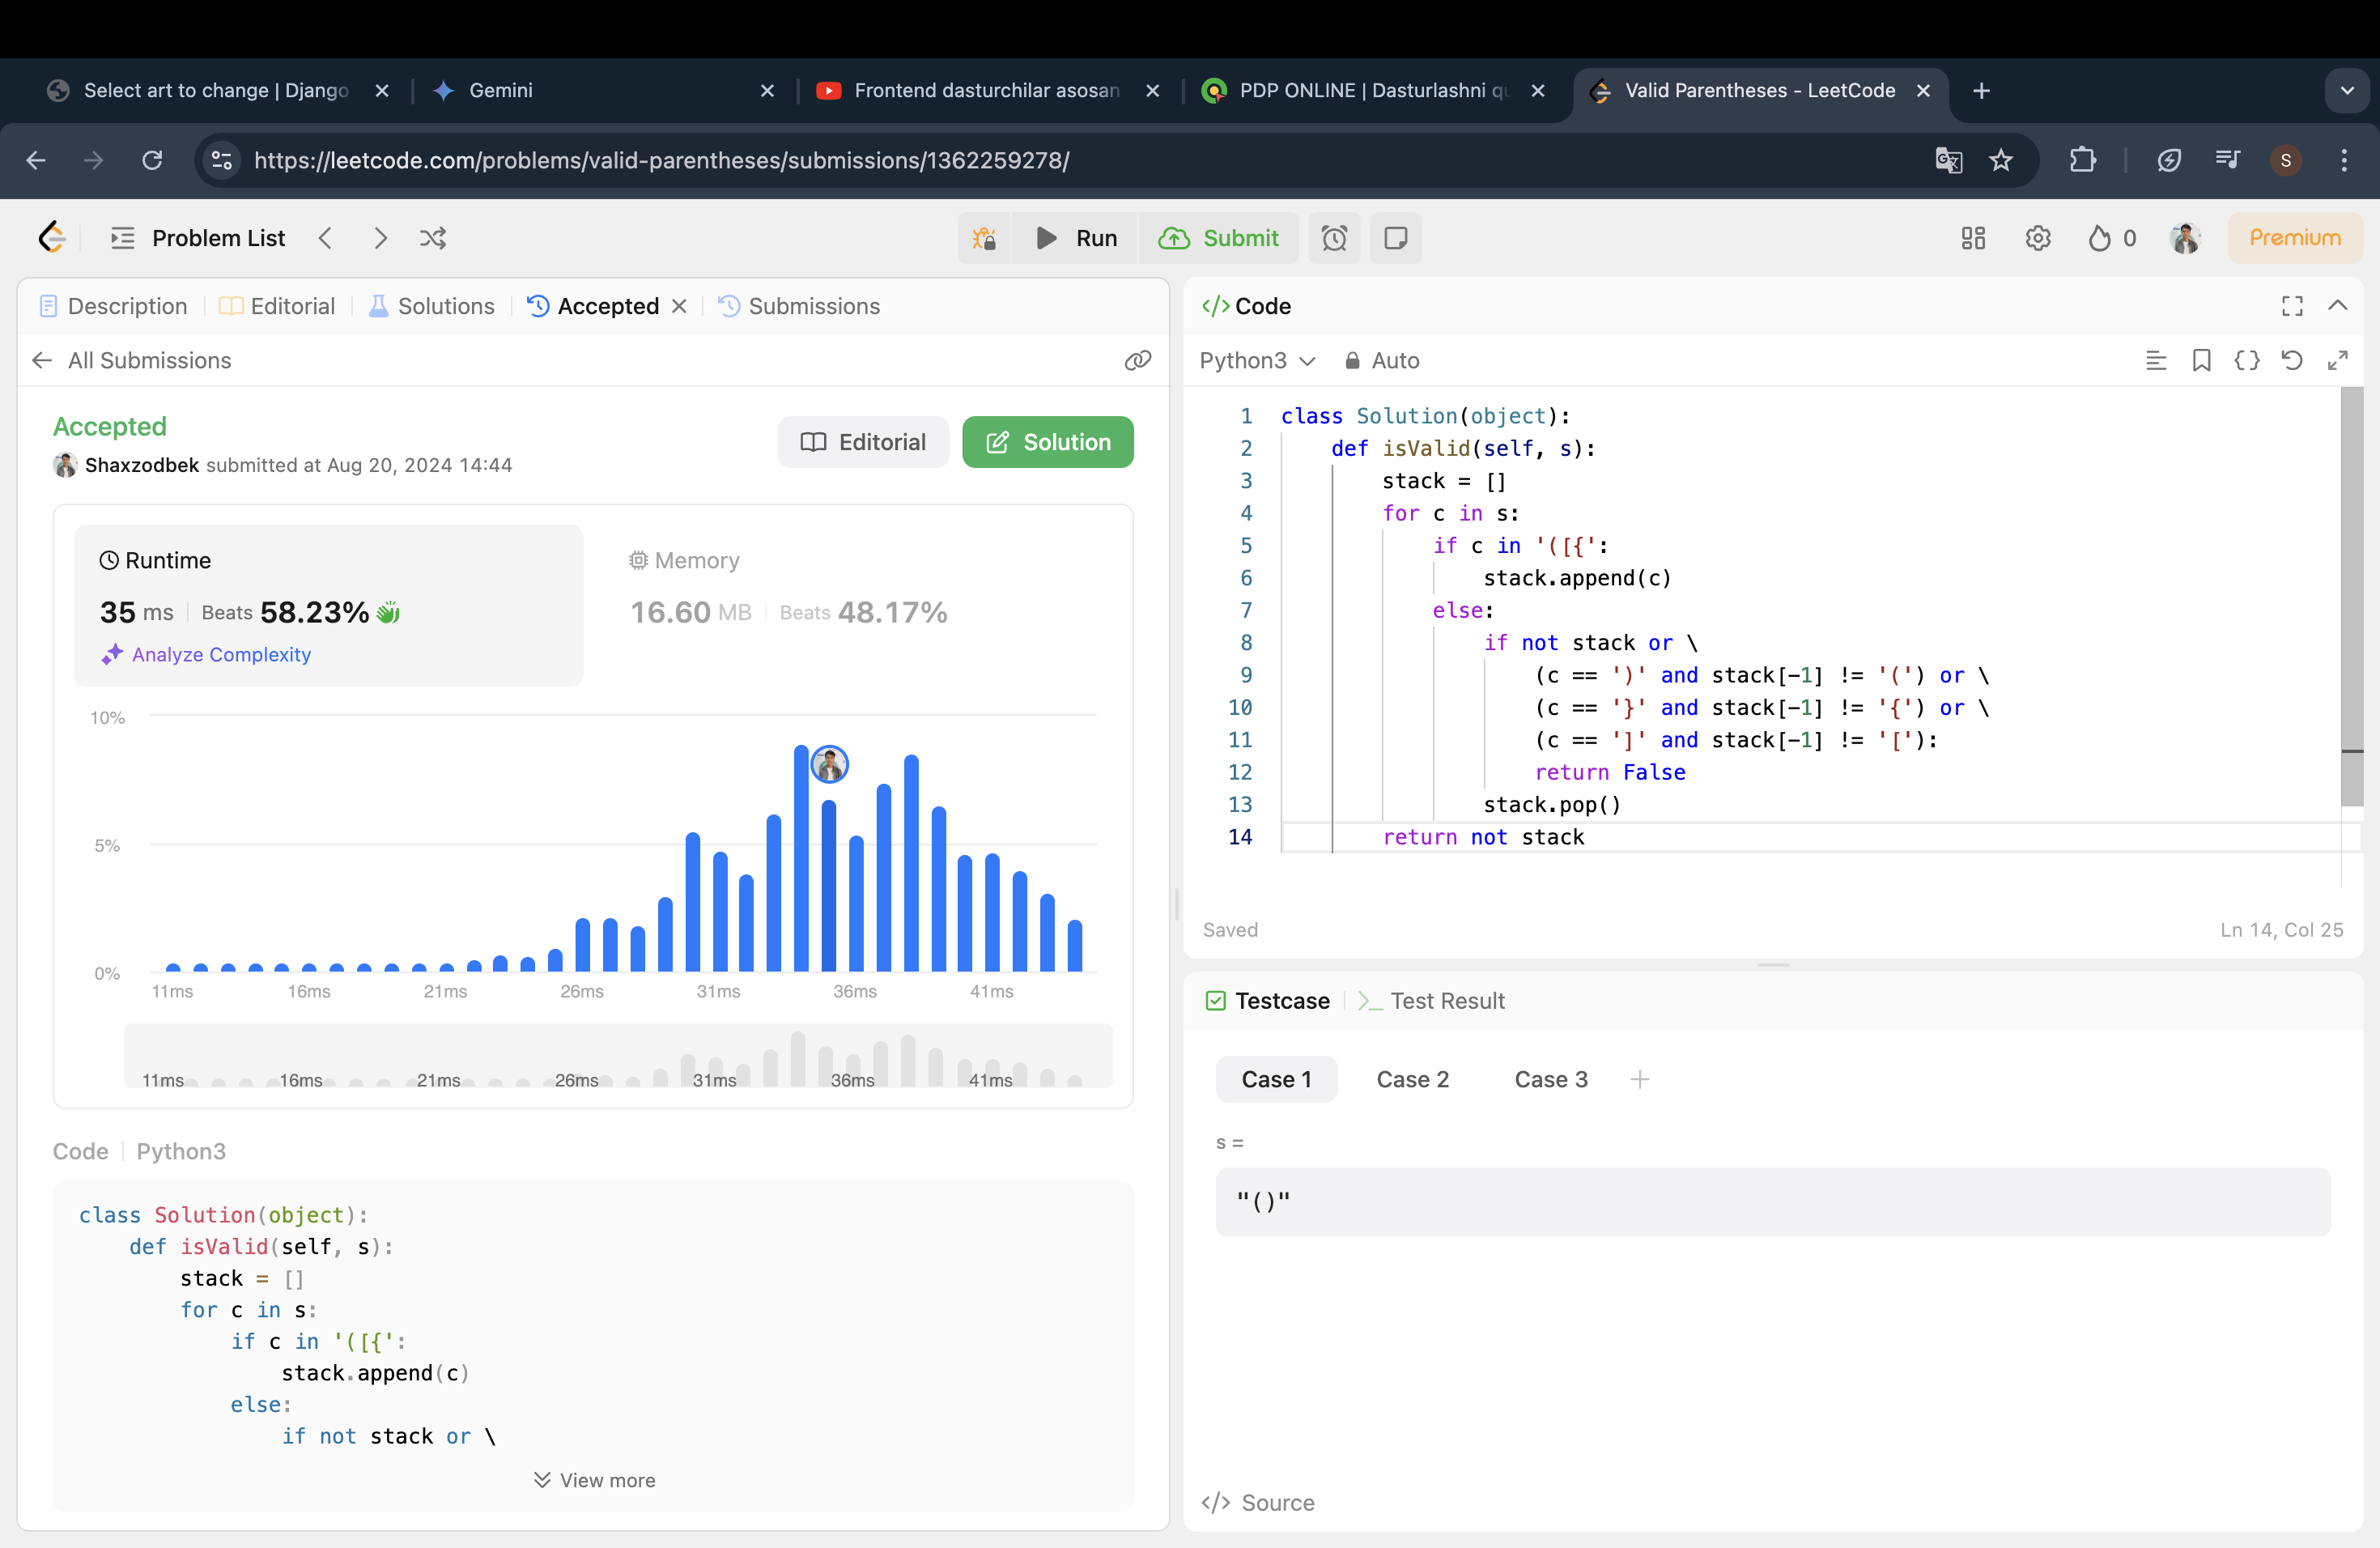 Select art to change | Django
Gemini
Frontend dasturchilar asosan
PDP ONLINE | Dasturlashni qu
Valid Parentheses - LeetCode
https://leetcode.com/problems/valid-parentheses/submissions/1362259278/
S
Problem List
Run
Submit
0
Premium
Description
Editorial
Solutions
Accepted
Submissions
All Submissions
Accepted
Shaxzodbek submitted at Aug 20, 2024 14:44
Editorial
Solution
Runtime
35 ms
Beats 58.23%
Analyze Complexity
Memory
16.60 MB
Beats 48.17%
10%
5%
0%
11ms 16ms 21ms 26ms 31ms 36ms 41ms
11ms 16ms 21ms 26ms 31ms 36ms 41ms
Code
Python3
class Solution(object):
    def isValid(self, s):
        stack = []
        for c in s:
            if c in '([{':
                stack.append(c)
            else:
                if not stack or \
View more
</> Code
Python3
Auto
1 class Solution(object):
2     def isValid(self, s):
3         stack = []
4         for c in s:
5             if c in '([{':
6                 stack.append(c)
7             else:
8                 if not stack or \
9                     (c == ')' and stack[-1] != '(') or \
10                     (c == '}' and stack[-1] != '{') or \
11                     (c == ']' and stack[-1] != '['):
12                     return False
13                 stack.pop()
14         return not stack
Saved
Ln 14, Col 25
Testcase
>_ Test Result
Case 1
Case 2
Case 3
s =
"()"
</> Source